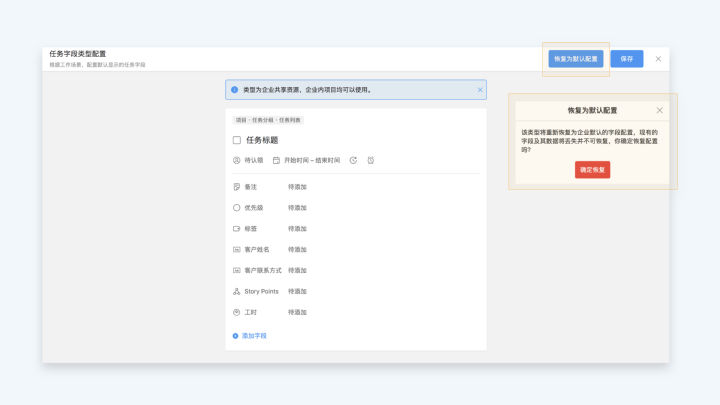 任务字段类型配置
根据工作场景，配置默认显示的任务字段
恢复为默认配置
保存
类型为企业共享资源，企业内项目均可以使用。
项目 · 任务分组 · 任务列表
任务标题
待认领
开始时间 – 结束时间
备注 待添加
优先级 待添加
标签 待添加
客户姓名 待添加
客户联系方式 待添加
Story Points 待添加
工时 待添加
添加字段
恢复为默认配置
该类型将重新恢复为企业默认的字段配置，现有的
字段及其数据将丢失并不可恢复，你确定恢复配置
吗？
确定恢复